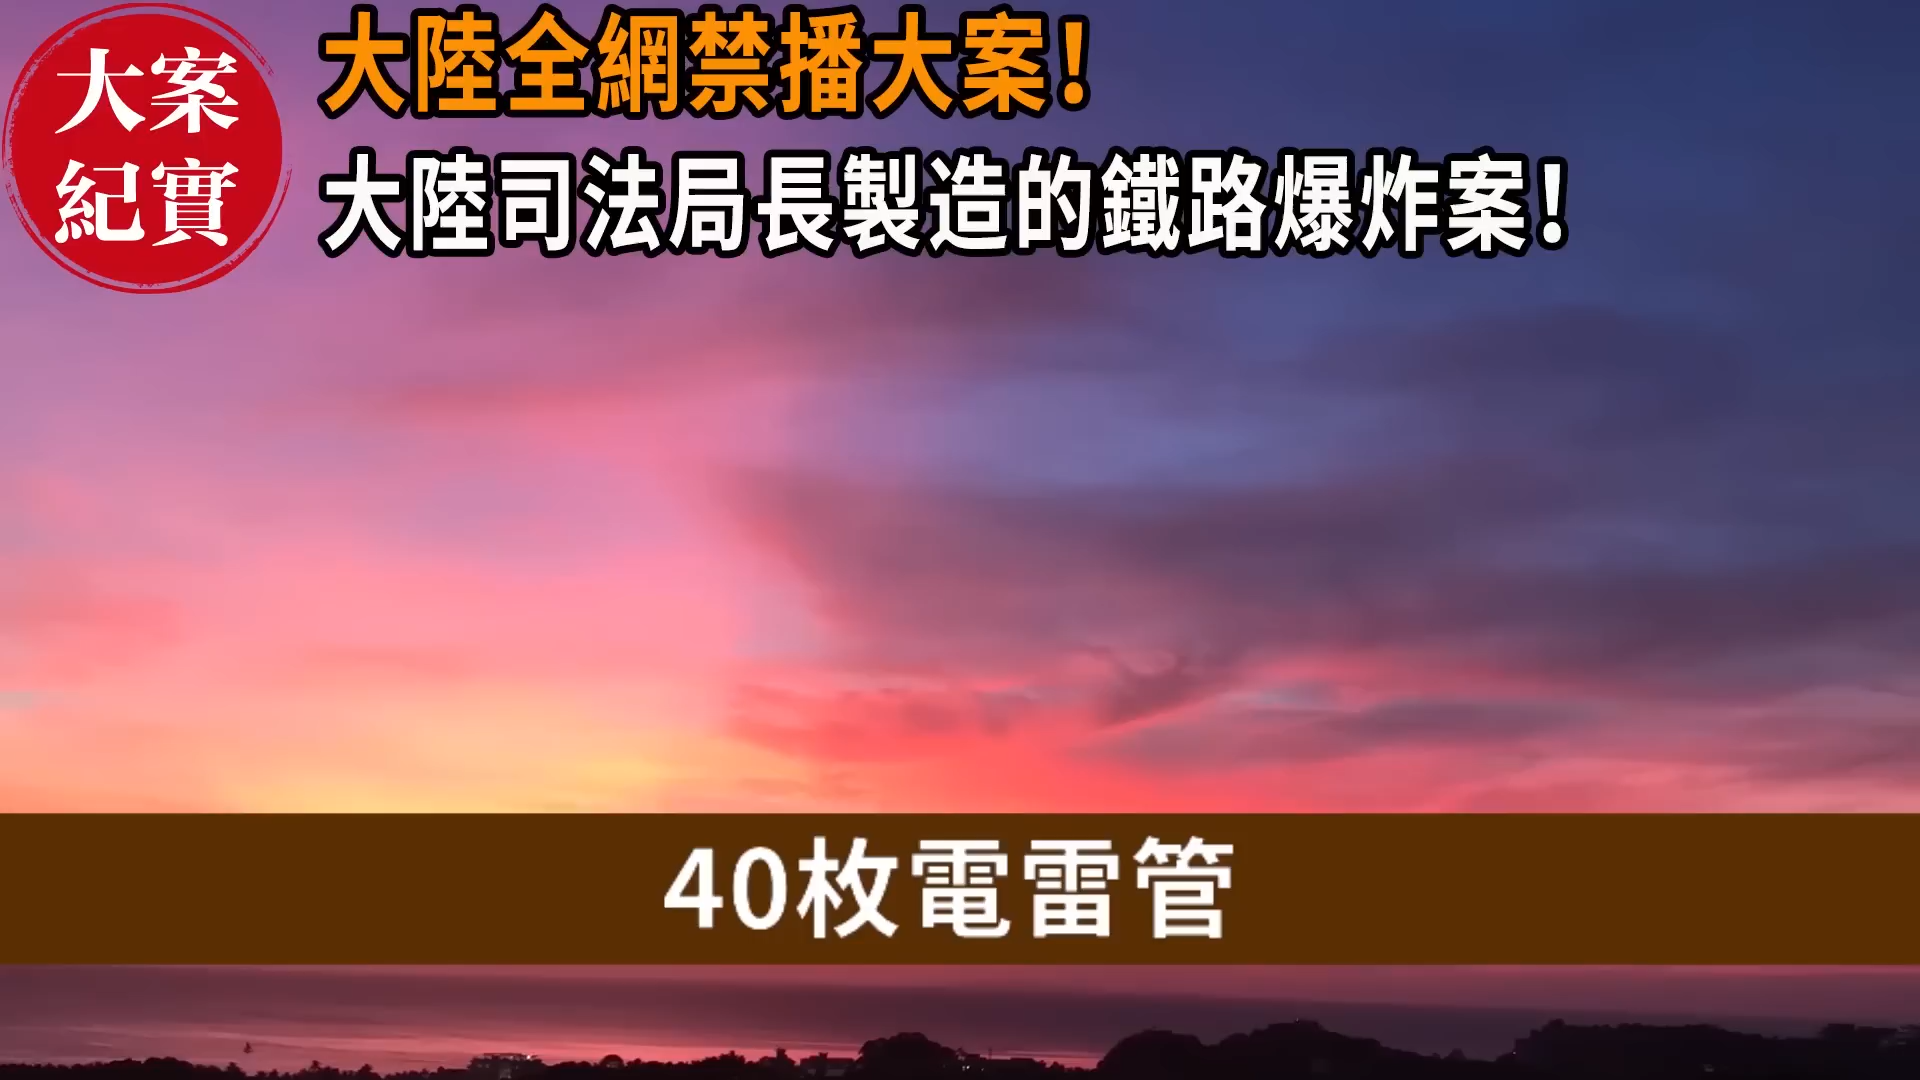 大案
紀實
大陸全網禁播大案！
大陸司法局長製造的鐵路爆炸案！
40枚電雷管